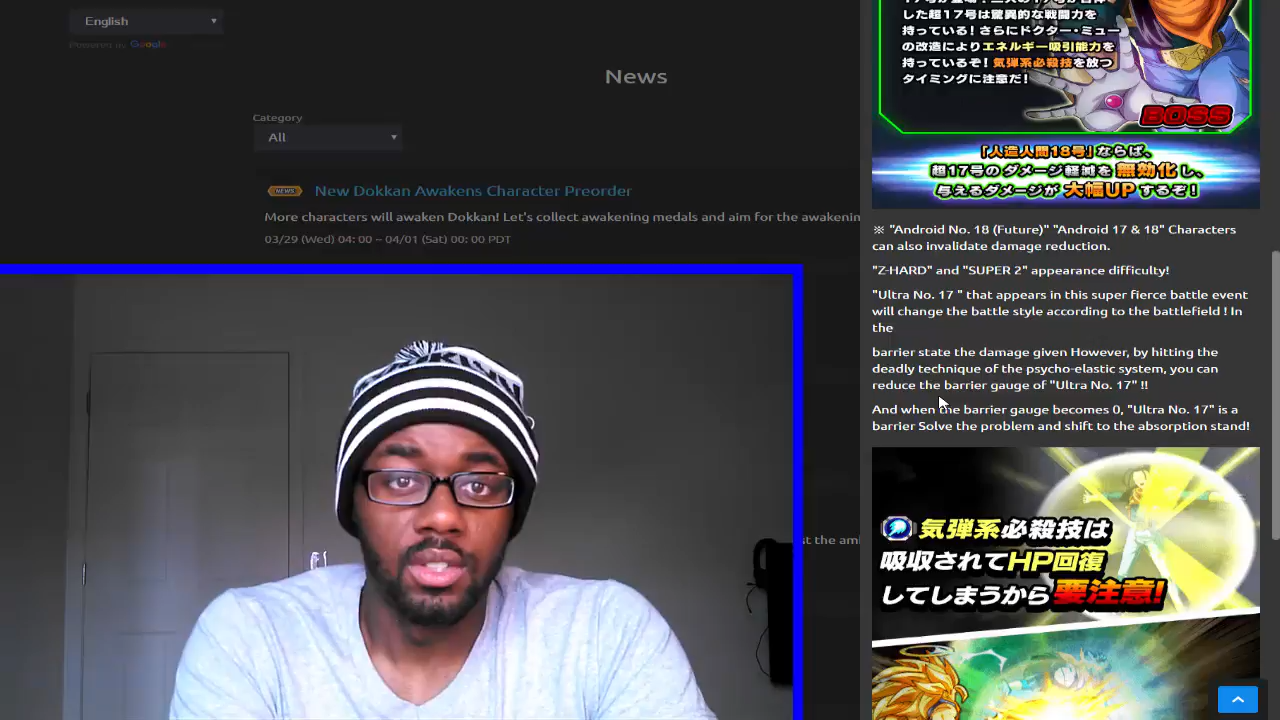 English
Powered by Google
News
Category
All
NEWS
New Dokkan Awakens Character Preorder
More characters will awaken Dokkan! Let's collect awakening medals and aim for the awakenin
03/29 (Wed) 04: 00 – 04/01 (Sat) 00: 00 PDT
st the am
した超17号は驚異的な戦闘力を
持っている!さらにドクター・ミュー
の改造によりエネルギー吸引能力を
持っているぞ!気弾系必殺技を放つ
タイミングに注意だ!
BOSS
「人造人間18号」ならば、
超17号のダメージ軽減を無効化し、
与えるダメージが大幅UPするぞ!
※ "Android No. 18 (Future)" "Android 17 & 18" Characters
can also invalidate damage reduction.
"Z-HARD" and "SUPER 2" appearance difficulty!
"Ultra No. 17 " that appears in this super fierce battle event
will change the battle style according to the battlefield ! In
the
barrier state the damage given However, by hitting the
deadly technique of the psycho-elastic system, you can
reduce the barrier gauge of "Ultra No. 17" !!
And when the barrier gauge becomes 0, "Ultra No. 17" is a
barrier Solve the problem and shift to the absorption stand!
気弾系必殺技は
吸収されてHP回復
してしまうから要注意!